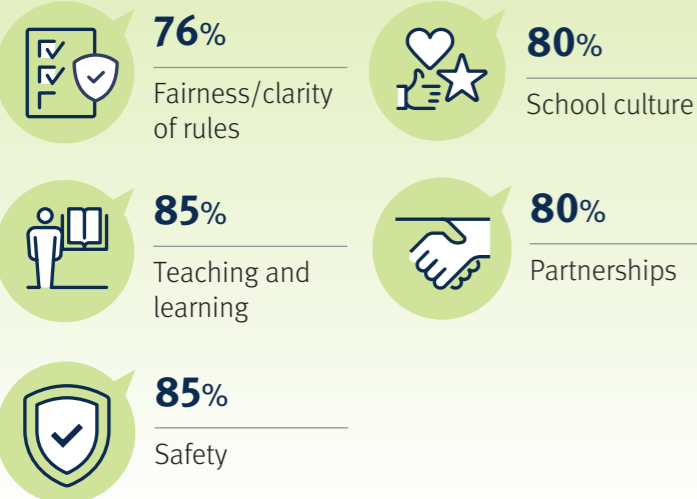 76%
Fairness/clarity
of rules
80%
School culture
85%
Teaching and
learning
80%
Partnerships
85%
Safety